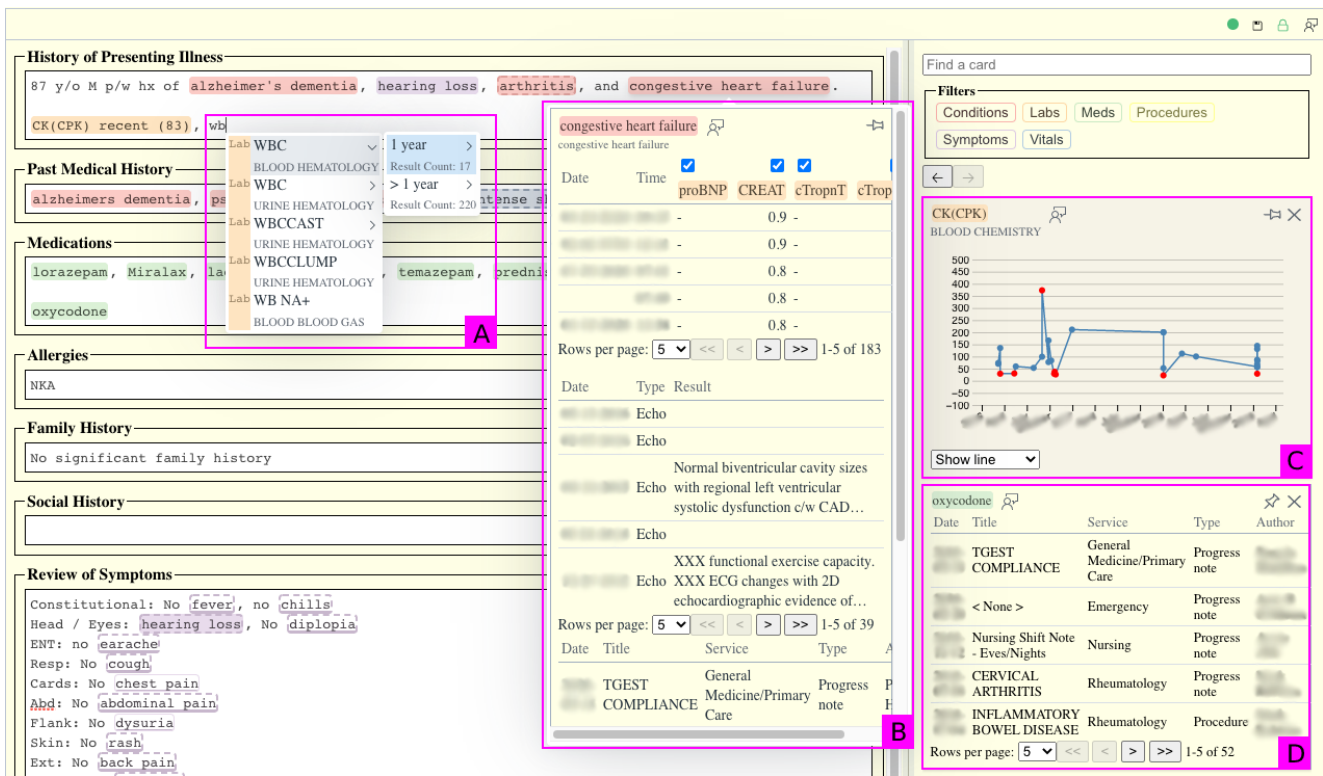 History of Presenting Illness
87 y/o M p/w hx of alzheimer's dementia, hearing loss, arthritis, and congestive heart failure.
CK(CPK) recent (83), wb
Lab WBC
BLOOD HEMATOLOGY
Lab WBC
URINE HEMATOLOGY
Lab WBCCAST
URINE HEMATOLOGY
Lab WBCCLUMP
URINE HEMATOLOGY
Lab WB NA+
BLOOD BLOOD GAS
1 year >
Result Count: 17
> 1 year >
Result Count: 220
A
Past Medical History
alzheimers dementia, ps
Medications
lorazepam, Miralax, la
temazepam, predni
oxycodone
Allergies
NKA
Family History
No significant family history
Social History
Review of Symptoms
Constitutional: No fever, no chills
Head / Eyes: hearing loss, No diplopia
ENT: no earache
Resp: No cough
Cards: No chest pain
Abd: No abdominal pain
Flank: No dysuria
Skin: No rash
Ext: No back pain
congestive heart failure
congestive heart failure
Date Time proBNP CREAT cTropnT cTrop
- 0.9 -
- 0.9 -
- 0.8 -
- 0.8 -
- 0.8 -
Rows per page: 5 << < > >> 1-5 of 183
Date Type Result
Echo
Echo
Normal biventricular cavity sizes
Echo with regional left ventricular
systolic dysfunction c/w CAD…
Echo
XXX functional exercise capacity.
Echo XXX ECG changes with 2D
echocardiographic evidence of…
Rows per page: 5 << < > >> 1-5 of 39
Date Title Service Type A
TGEST COMPLIANCE General Medicine/Primary Care Progress note
B
Find a card
Filters
Conditions Labs Meds Procedures
Symptoms Vitals
← →
CK(CPK)
BLOOD CHEMISTRY
500
450
400
350
300
250
200
150
100
50
0
−50
−100
Show line
C
oxycodone
Date Title Service Type Author
TGEST COMPLIANCE General Medicine/Primary Care Progress note
< None > Emergency Progress note
Nursing Shift Note - Eves/Nights Nursing Progress note
CERVICAL ARTHRITIS Rheumatology Progress note
INFLAMMATORY BOWEL DISEASE Rheumatology Procedure
Rows per page: 5 << < > >> 1-5 of 52
D